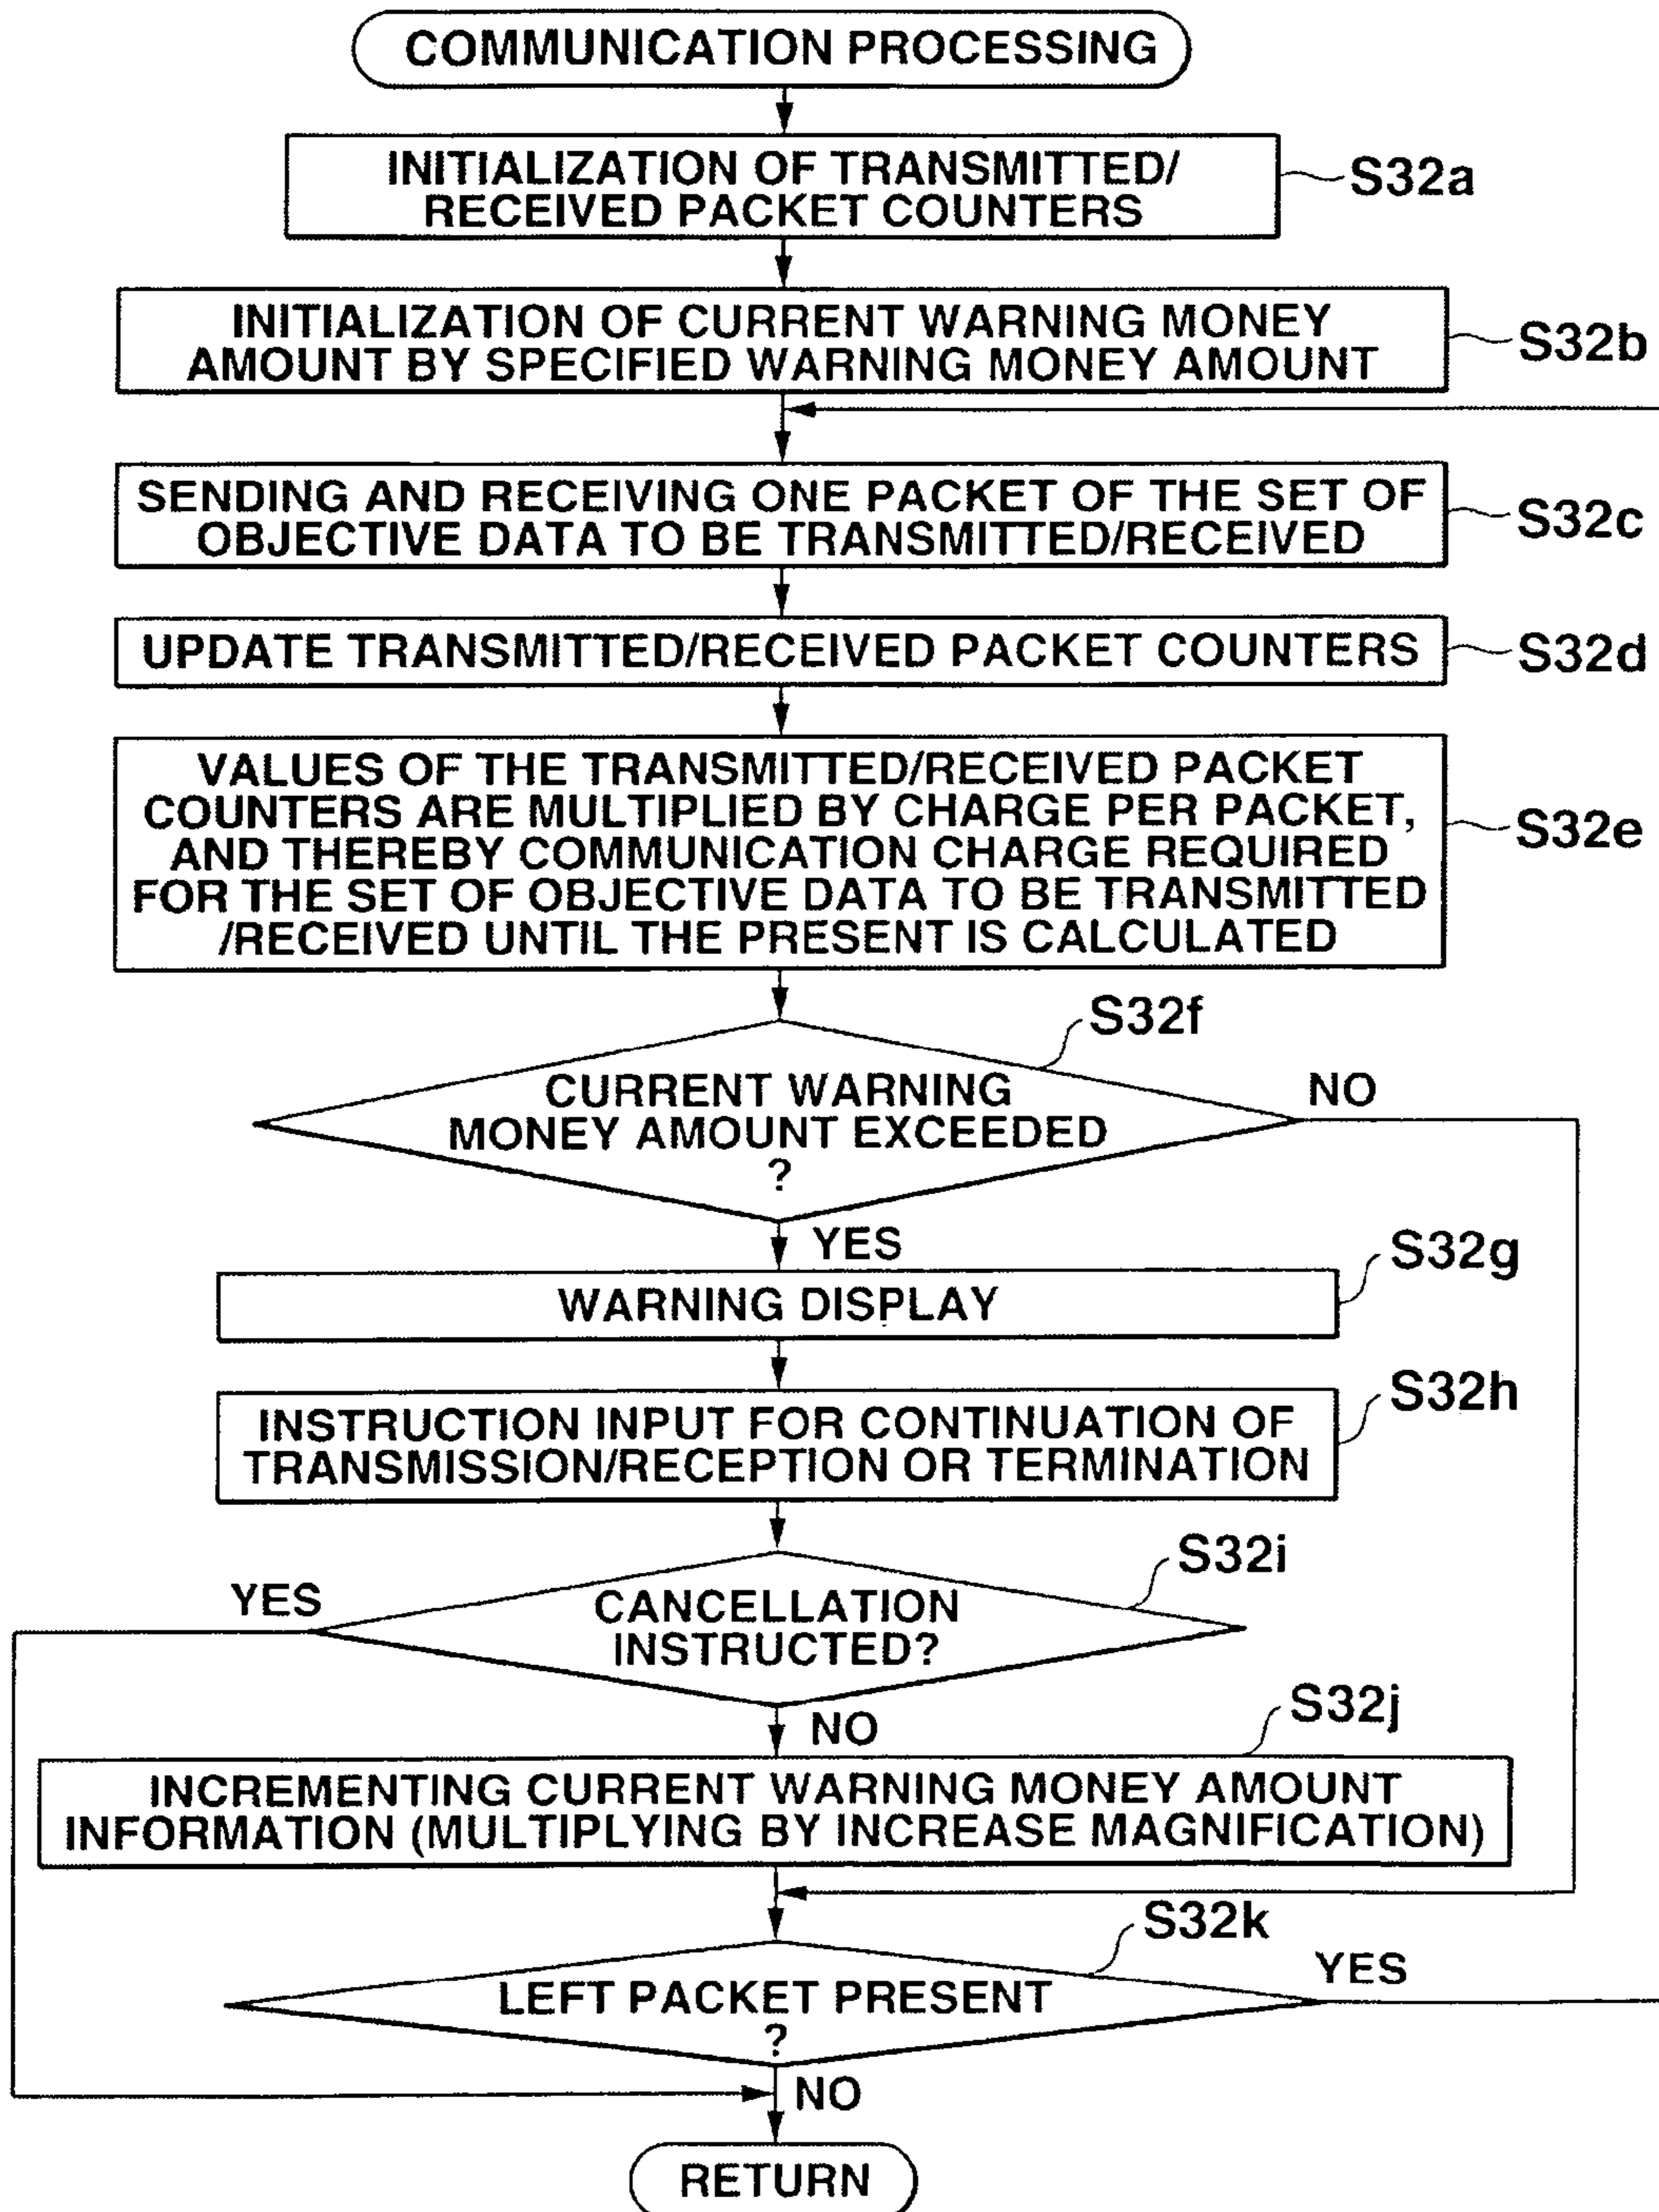 COMMUNICATION PROCESSING
INITIALIZATION OF TRANSMITTED/
RECEIVED PACKET COUNTERS
S32a
INITIALIZATION OF CURRENT WARNING MONEY
AMOUNT BY SPECIFIED WARNING MONEY AMOUNT
S32b
SENDING AND RECEIVING ONE PACKET OF THE SET OF
OBJECTIVE DATA TO BE TRANSMITTED/RECEIVED
S32c
UPDATE TRANSMITTED/RECEIVED PACKET COUNTERS
S32d
VALUES OF THE TRANSMITTED/RECEIVED PACKET
COUNTERS ARE MULTIPLIED BY CHARGE PER PACKET,
AND THEREBY COMMUNICATION CHARGE REQUIRED
FOR THE SET OF OBJECTIVE DATA TO BE TRANSMITTED
/RECEIVED UNTIL THE PRESENT IS CALCULATED
S32e
S32f
CURRENT WARNING
MONEY AMOUNT EXCEEDED
?
NO
YES
S32g
WARNING DISPLAY
S32h
INSTRUCTION INPUT FOR CONTINUATION OF
TRANSMISSION/RECEPTION OR TERMINATION
S32i
YES
CANCELLATION
INSTRUCTED?
NO
S32j
INCREMENTING CURRENT WARNING MONEY AMOUNT
INFORMATION (MULTIPLYING BY INCREASE MAGNIFICATION)
S32k
LEFT PACKET PRESENT
?
YES
NO
RETURN